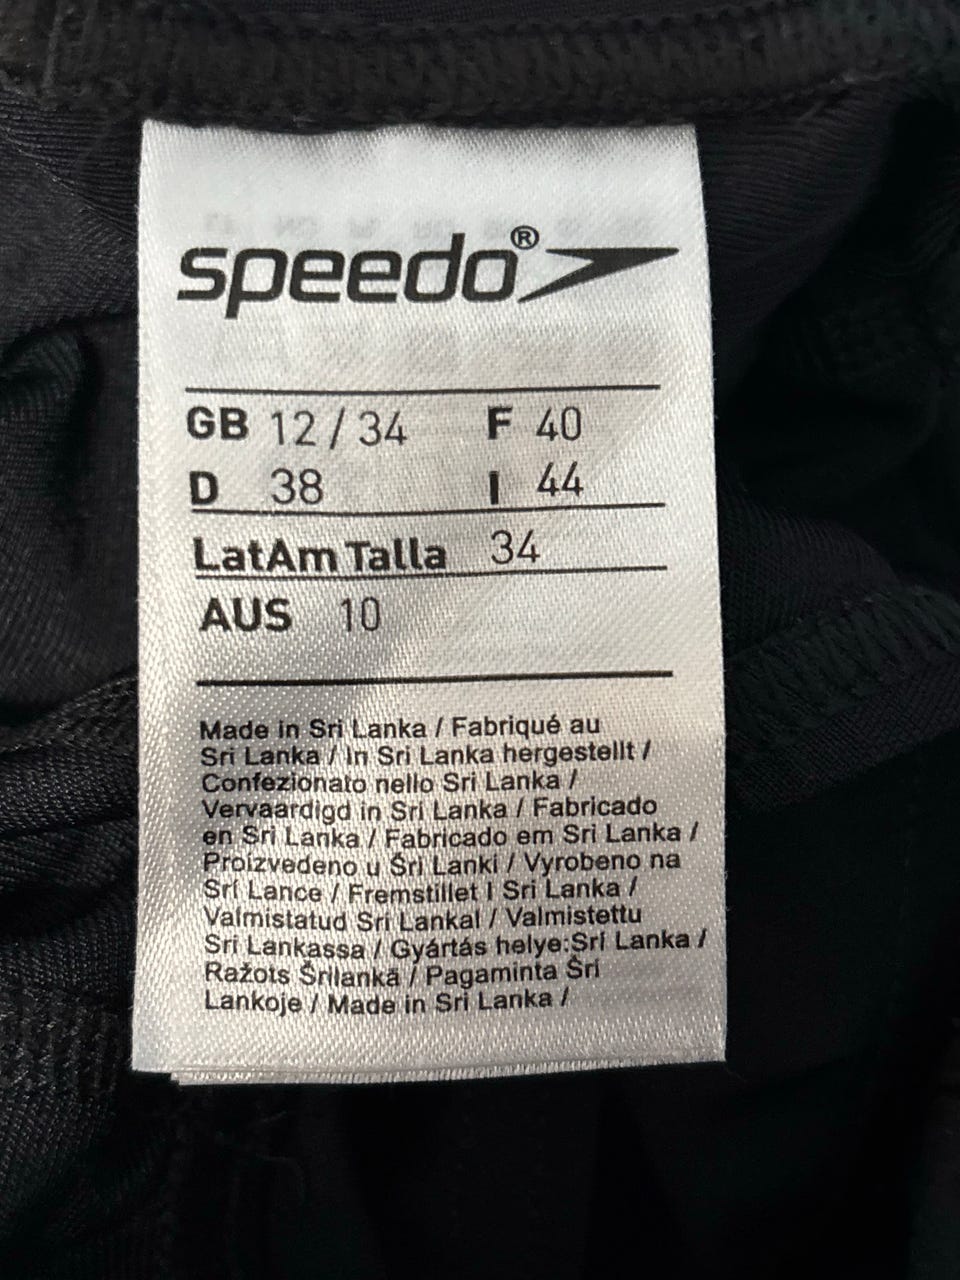 speedo®
GB 12 / 34 F 40
D 38 I 44
LatAm Talla 34
AUS 10
Made in Sri Lanka / Fabriqué au
Sri Lanka / In Sri Lanka hergestellt /
Confezionato nello Sri Lanka /
Vervaardigd in Sri Lanka / Fabricado
en Sri Lanka / Fabricado em Sri Lanka /
Proizvedeno u Šri Lanki / Vyrobeno na
Srí Lance / Fremstillet I Sri Lanka /
Valmistatud Sri Lankal / Valmistettu
Sri Lankassa / Gyártás helye:Srí Lanka /
Ražots Šrilankā / Pagaminta Šri
Lankoje / Made in Sri Lanka /